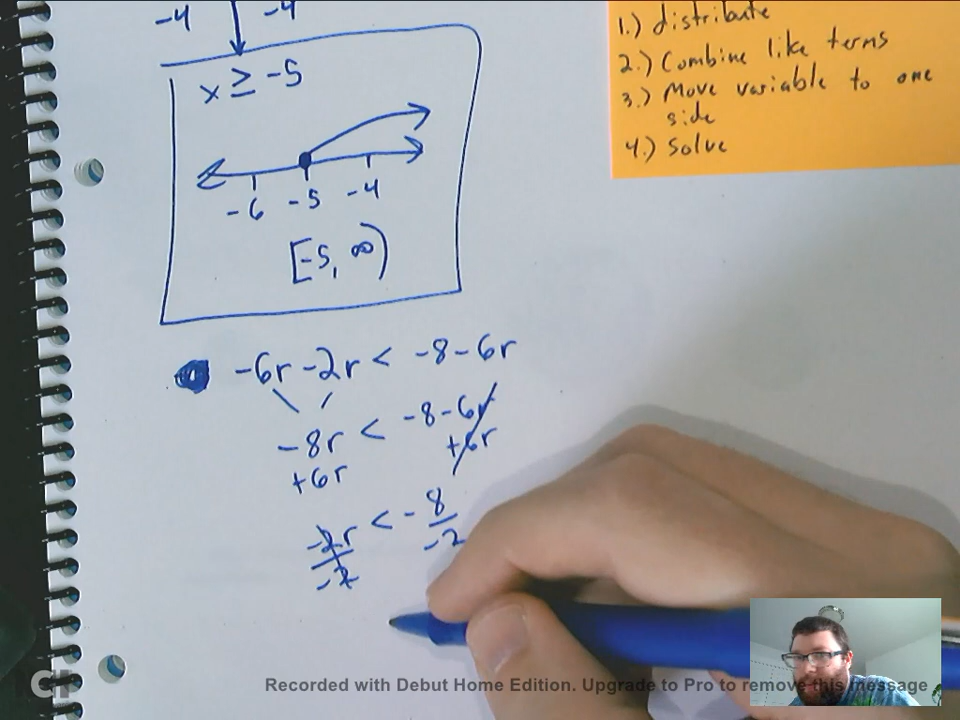 -4 -4
x ≥ -5
-6 -5 -4
[-5, ∞)
1.) distribute
2.) Combine like terms
3.) Move variable to one
side
4.) Solve
-6r -2r < -8 -6r
-8r < -8 -6r
+6r +6r
-2r < -8
-2 -2
Recorded with Debut Home Edition. Upgrade to Pro to remove this message